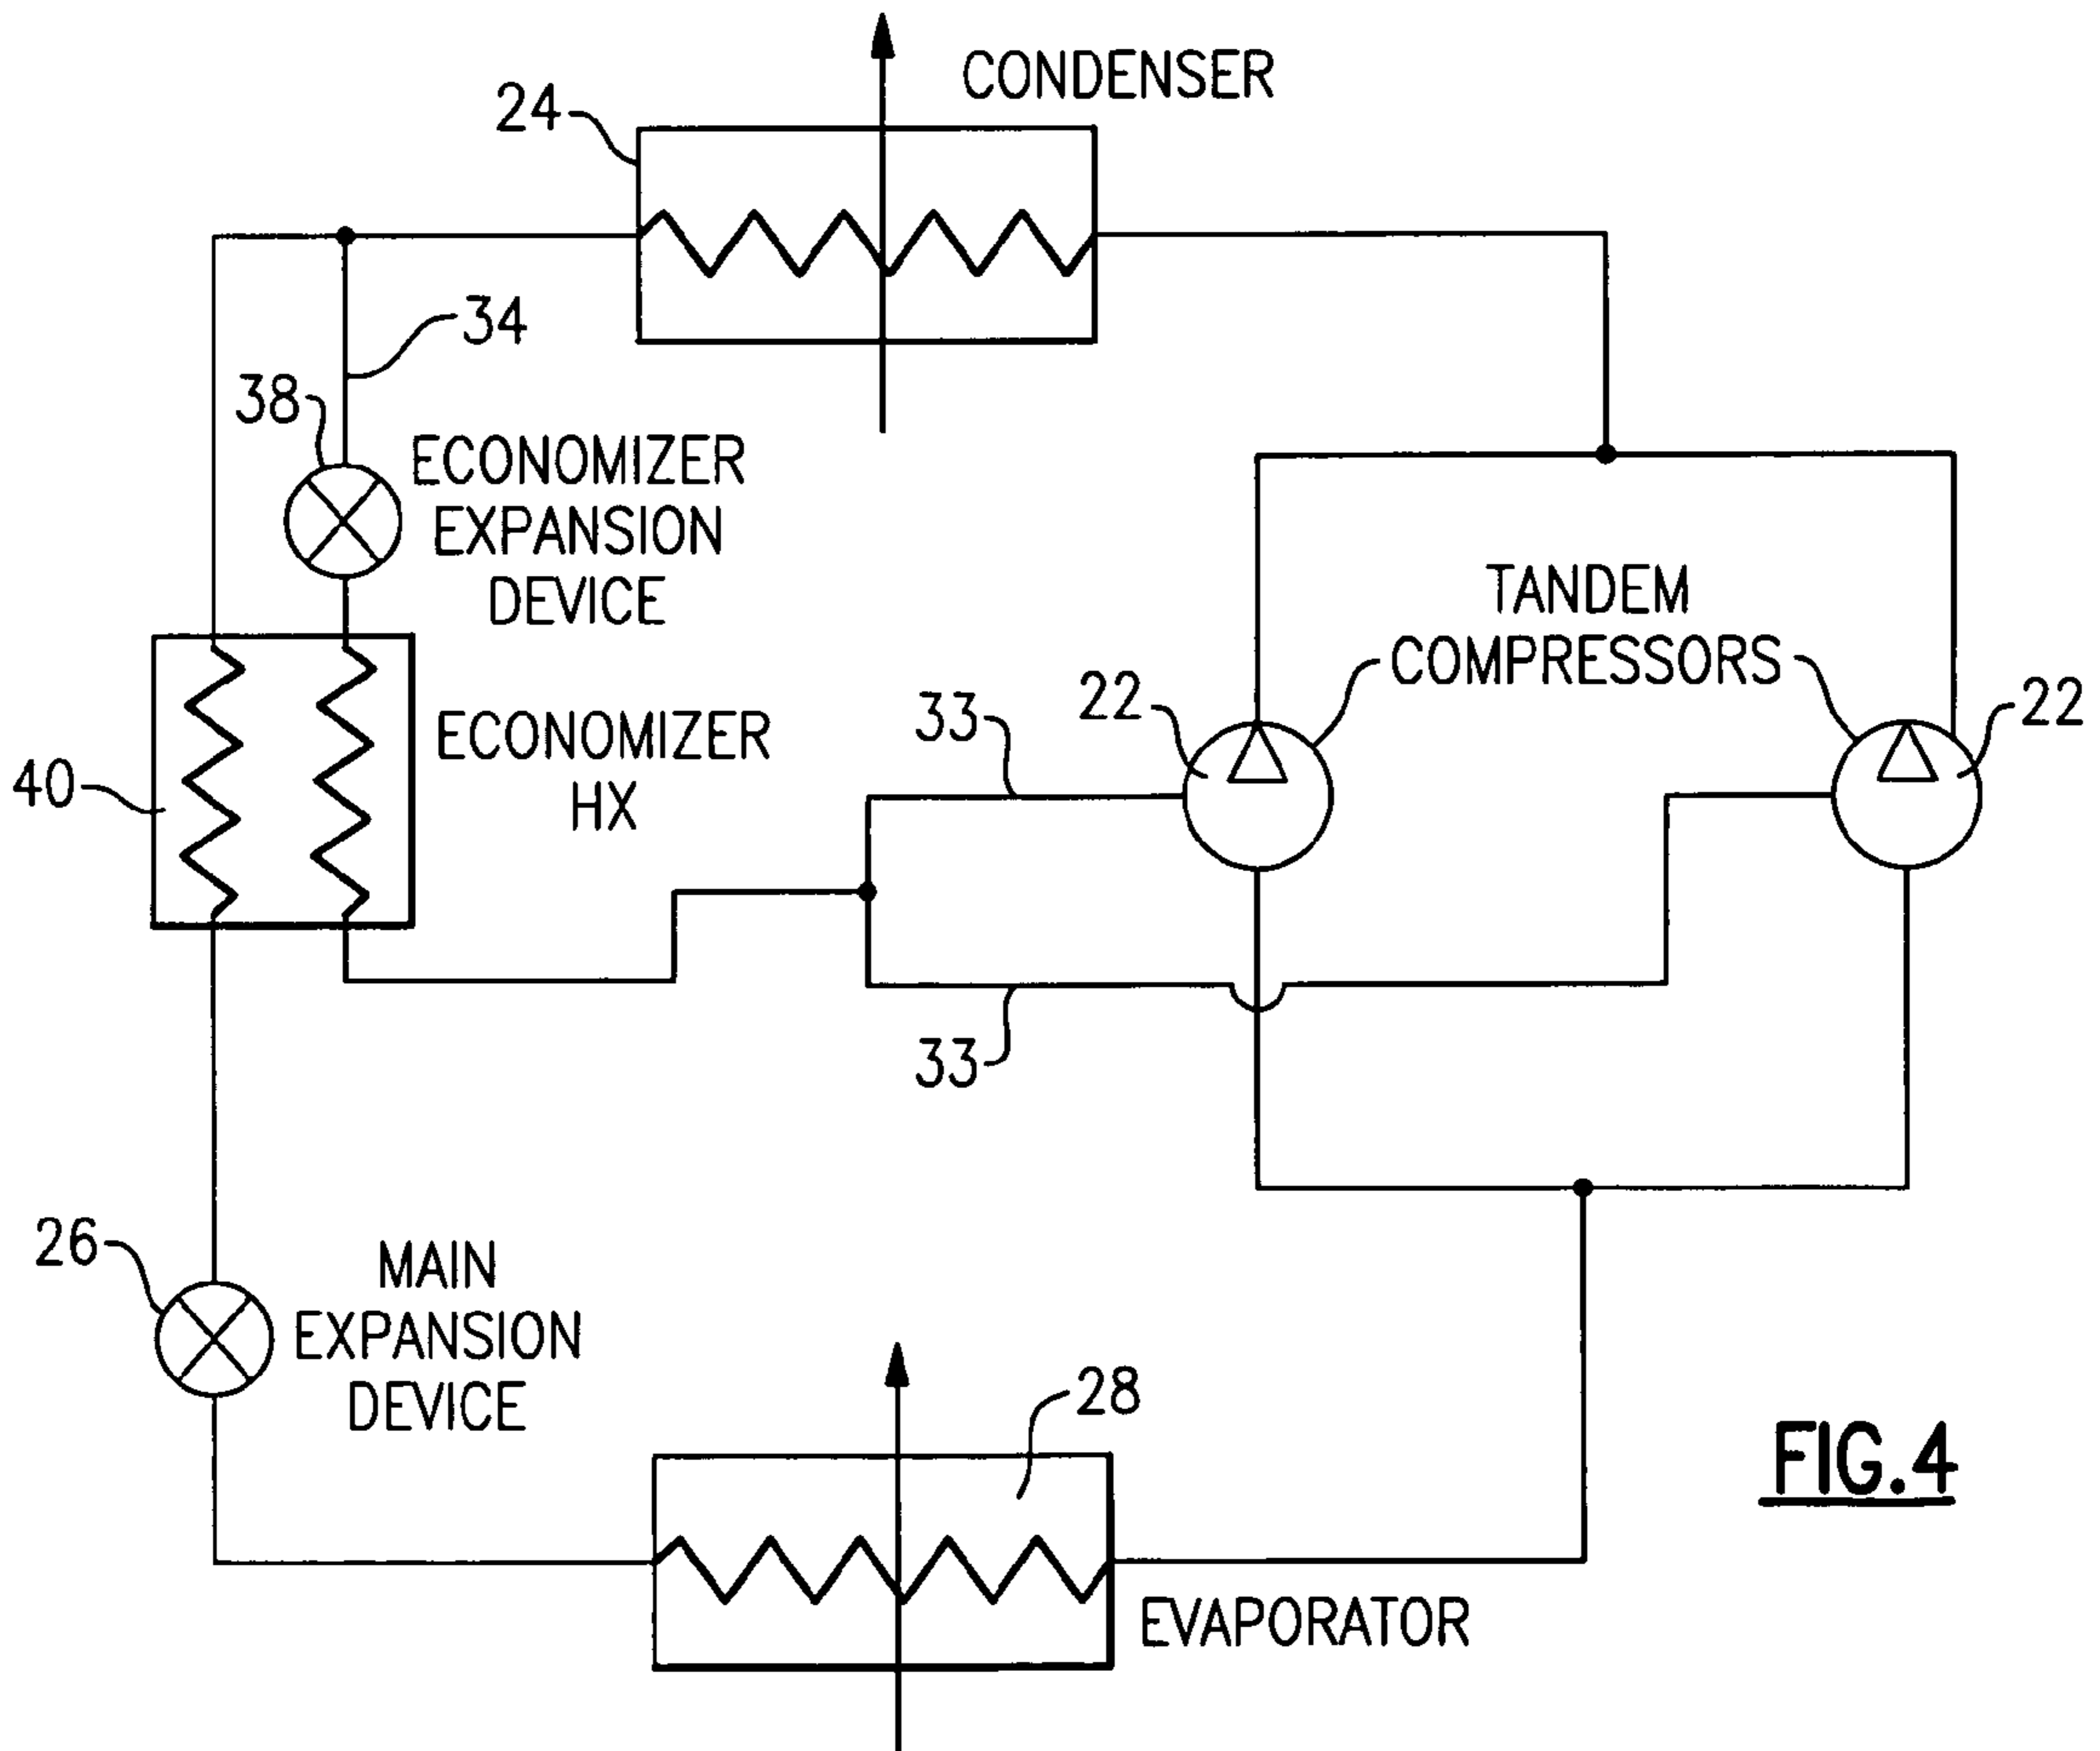 CONDENSER
24
34
38
ECONOMIZER
EXPANSION
DEVICE
TANDEM
COMPRESSORS
22
22
33
ECONOMIZER
HX
40
33
26
MAIN
EXPANSION
DEVICE
28
EVAPORATOR
FIG.4